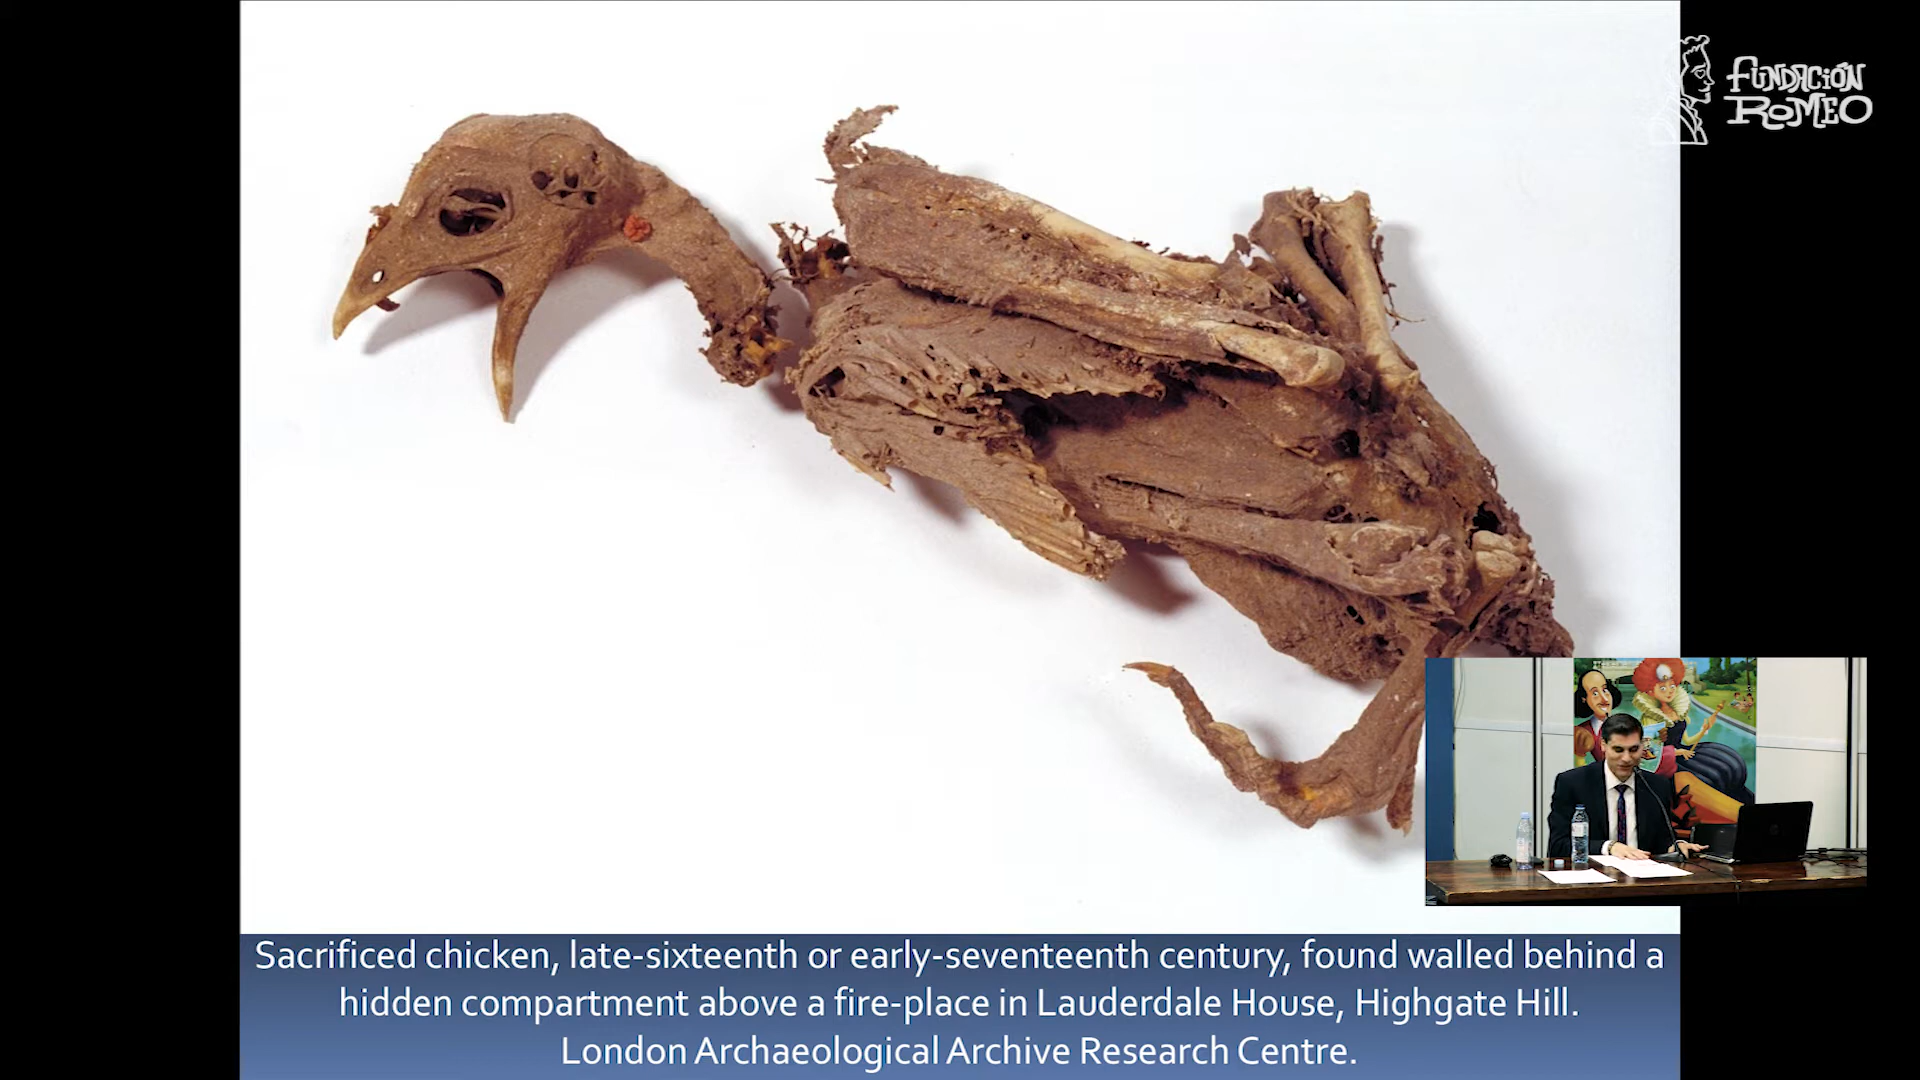 FUNDACIÓN
ROMEO
Sacrificed chicken, late-sixteenth or early-seventeenth century, found walled behind a
hidden compartment above a fire-place in Lauderdale House, Highgate Hill.
London Archaeological Archive Research Centre.